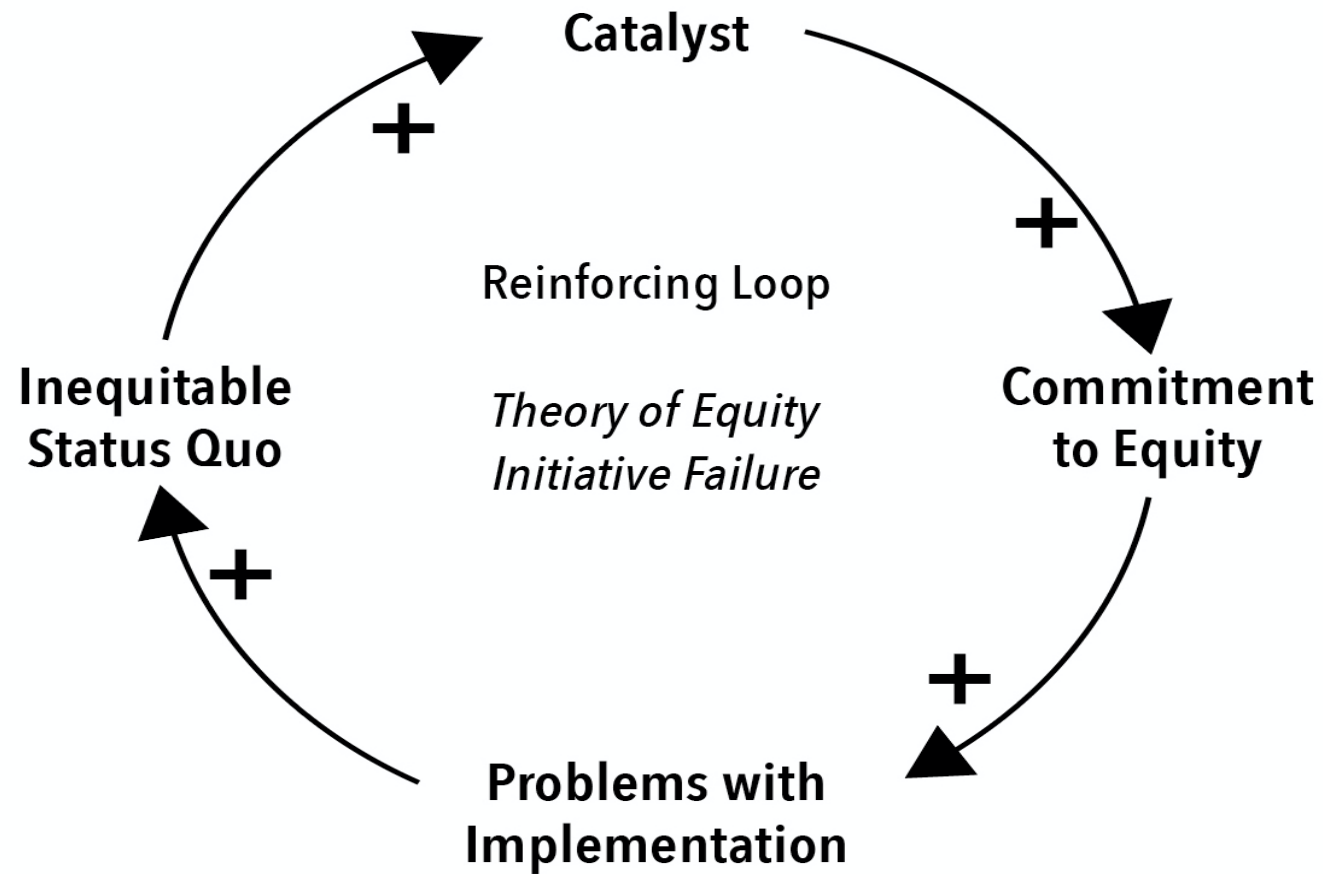 Catalyst
+
+
Reinforcing Loop
Theory of Equity
Initiative Failure
Inequitable
Status Quo
Commitment
to Equity
+
+
Problems with
Implementation